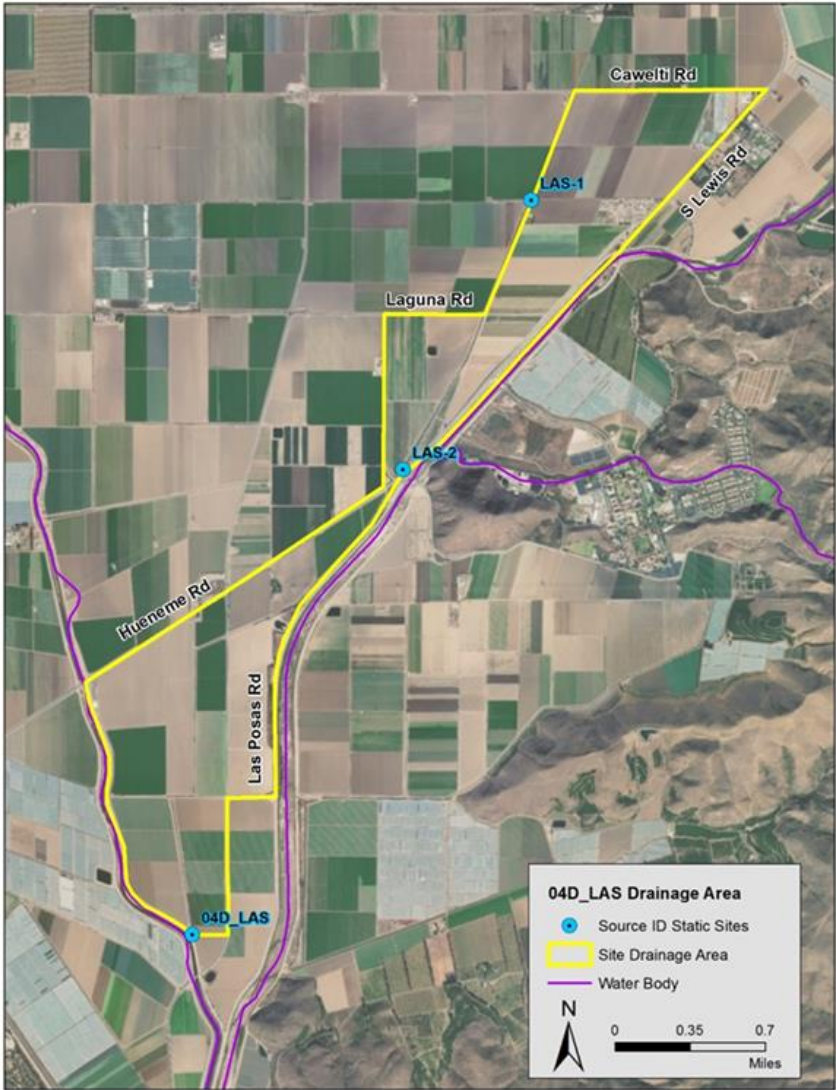 Cawelti Rd
LAS-1
S Lewis Rd
Laguna Rd
LAS-2
Hueneme Rd
Las Posas Rd
04D_LAS
04D_LAS Drainage Area
Source ID Static Sites
Site Drainage Area
Water Body
N
0 0.35 0.7
Miles